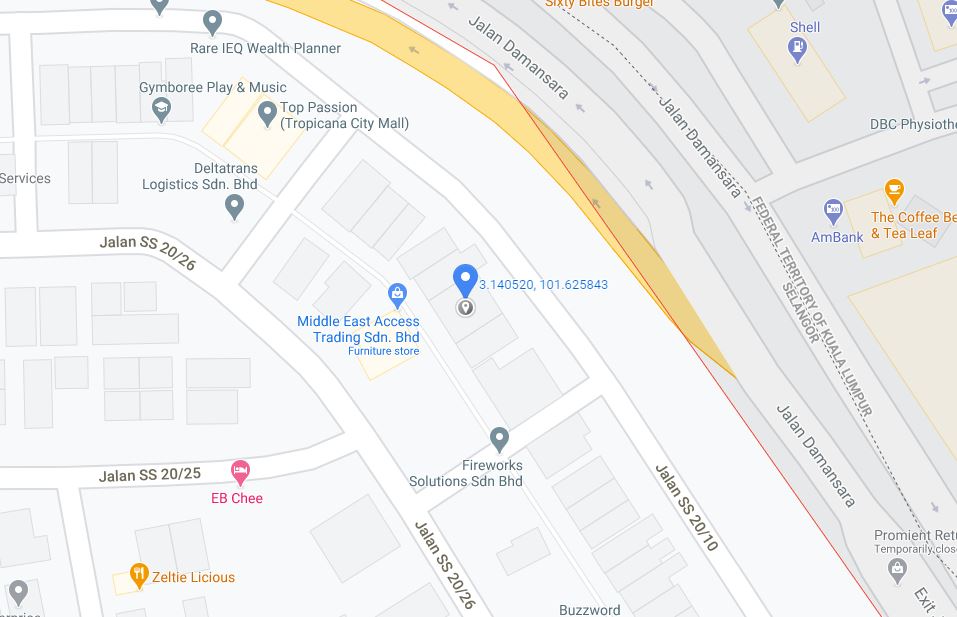 Sixty Bites Burger
Jalan Damansara
Shell
Rare IEQ Wealth Planner
Gymboree Play & Music
Top Passion
(Tropicana City Mall)
Jalan Damansara
DBC Physiothe
Services
Deltatrans
Logistics Sdn. Bhd
The Coffee Be
& Tea Leaf
AmBank
Jalan SS 20/26
FEDERAL TERRITORY OF KUALA LUMPUR
SELANGOR
3.140520, 101.625843
Middle East Access
Trading Sdn. Bhd
Furniture store
Jalan Damansara
Fireworks
Solutions Sdn Bhd
Jalan SS 20/25
EB Chee
Jalan SS 20/10
Jalan SS 20/26
Promient Retu
Temporarily close
Zeltie Licious
Exit
Buzzword
erprise